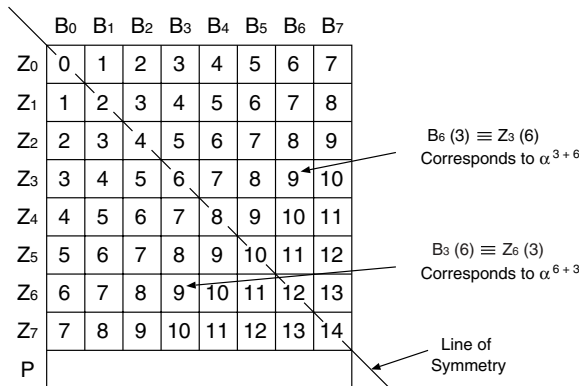 B₀ B₁ B₂ B₃ B₄ B₅ B₆ B₇
Z₀ 0 1 2 3 4 5 6 7
Z₁ 1 2 3 4 5 6 7 8
Z₂ 2 3 4 5 6 7 8 9
Z₃ 3 4 5 6 7 8 9 10
Z₄ 4 5 6 7 8 9 10 11
Z₅ 5 6 7 8 9 10 11 12
Z₆ 6 7 8 9 10 11 12 13
Z₇ 7 8 9 10 11 12 13 14
P
B₆ (3) ≡ Z₃ (6)
Corresponds to α³⁺⁶
B₃ (6) ≡ Z₆ (3)
Corresponds to α⁶⁺³
Line of
Symmetry